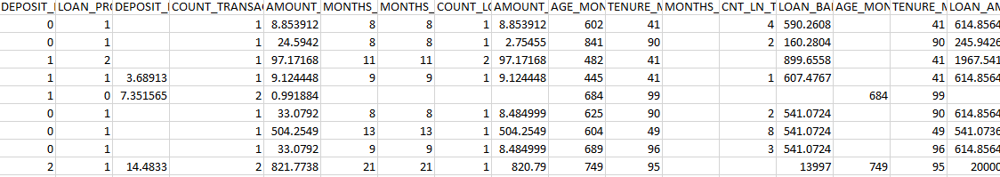 DEPOSIT_ LOAN_PRO DEPOSIT_ COUNT_TRANSAC AMOUNT_ MONTHS_ MONTHS_ COUNT_LO AMOUNT_ AGE_MON TENURE_M MONTHS_ CNT_LN_T LOAN_BAL AGE_MON TENURE_M LOAN_AM
0 1 1 8.853912 8 8 1 8.853912 602 41 4 590.2608 41 614.8564
0 1 1 24.5942 8 8 1 2.75455 841 90 2 160.2804 90 245.9426
1 2 1 97.17168 11 11 2 97.17168 482 41 899.6558 41 1967.541
1 1 3.68913 1 9.124448 9 9 1 9.124448 445 41 1 607.4767 41 614.8564
1 0 7.351565 2 0.991884 684 99 684 99
0 1 1 33.0792 8 8 1 8.484999 625 90 2 541.0724 90 614.8564
0 1 1 504.2549 13 13 1 504.2549 604 49 8 541.0724 49 541.0736
0 1 1 33.0792 9 9 1 8.484999 689 96 3 541.0724 96 614.8564
2 1 14.4833 2 821.7738 21 21 1 820.79 749 95 13997 749 95 20000